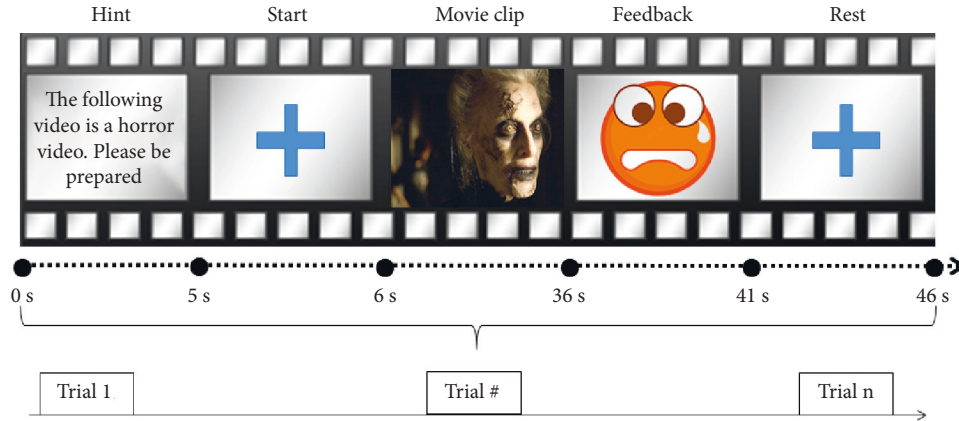 Hint Start Movie clip Feedback Rest
The following
video is a horror
video. Please be
prepared
0 s 5 s 6 s 36 s 41 s 46 s
Trial 1 Trial # Trial n